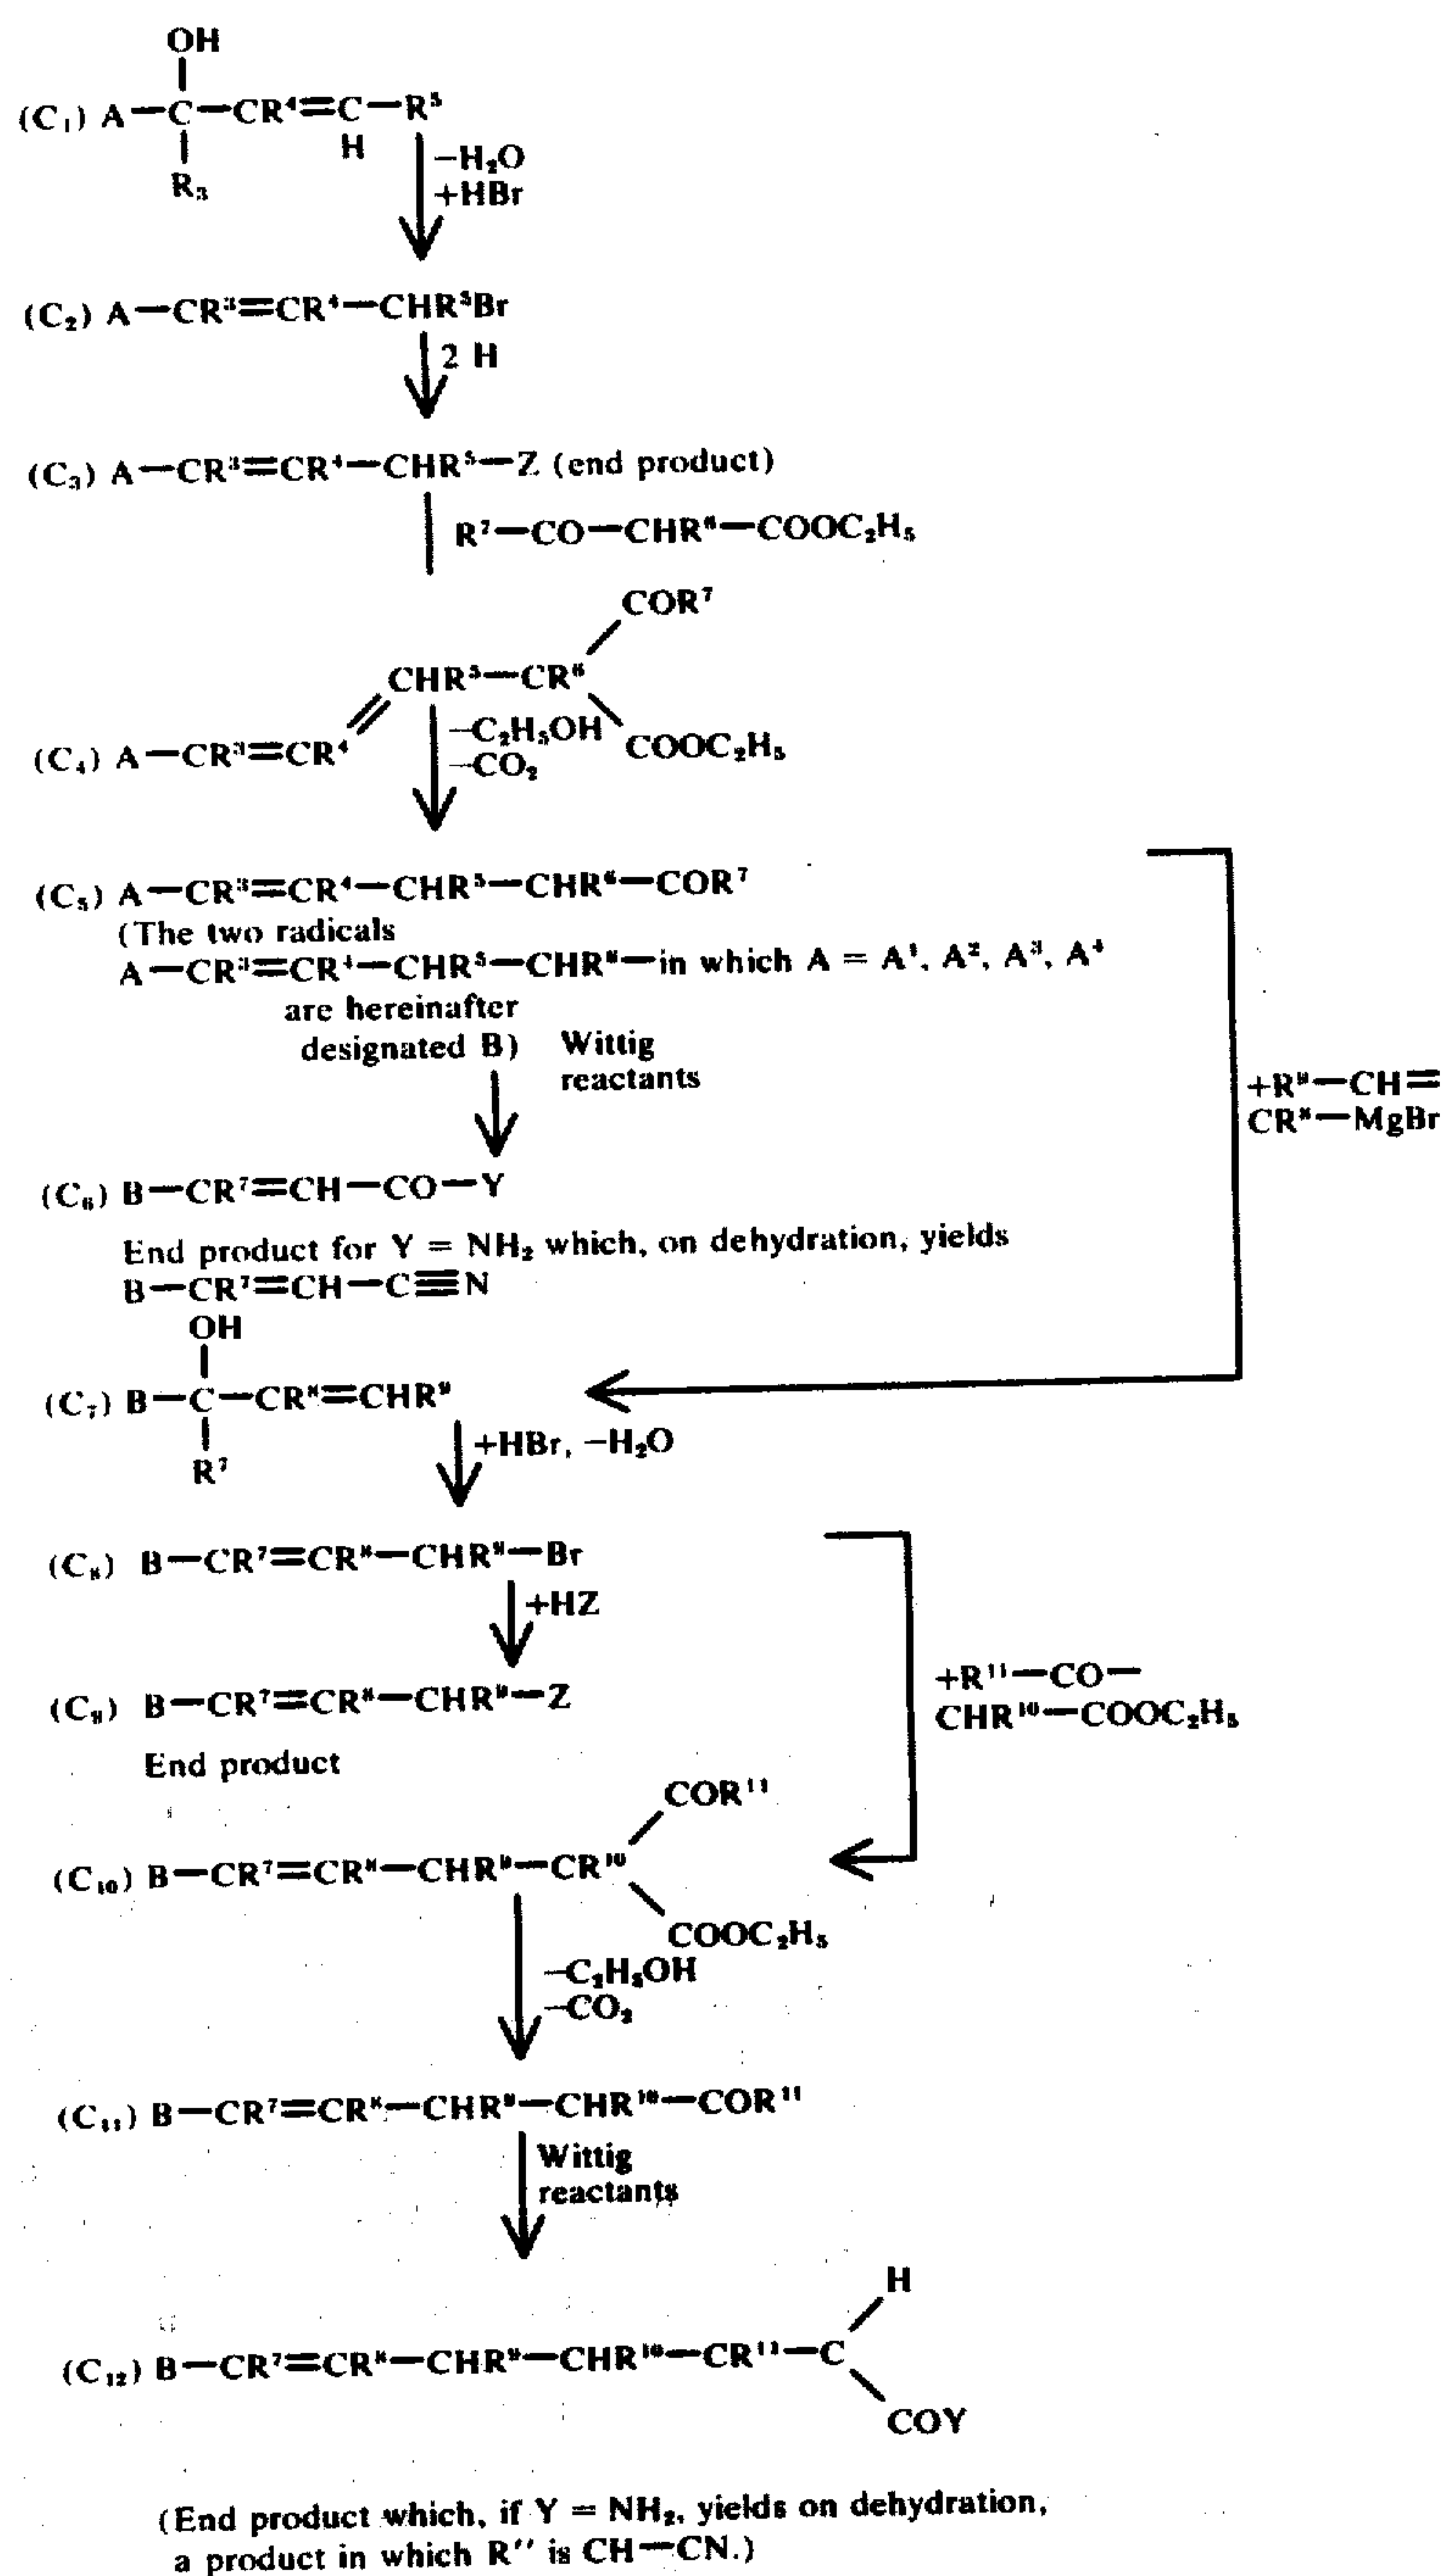 OH
(C₁) A—C—CR⁴=C—R⁵
H
R₃
—H₂O
+HBr
(C₂) A—CR³=CR⁴—CHR⁵Br
2 H
(C₃) A—CR³=CR⁴—CHR⁵—Z (end product)
R⁷—CO—CHR⁶—COOC₂H₅
COR⁷
CHR⁵—CR⁶
—C₂H₅OH
COOC₂H₅
(C₄) A—CR³=CR⁴
—CO₂
(C₅) A—CR³=CR⁴—CHR⁵—CHR⁶—COR⁷
(The two radicals
A—CR³=CR⁴—CHR⁵—CHR⁶—in which A = A¹, A², A³, A⁴
are hereinafter
designated B)
Wittig
reactants
+R⁹—CH=
CR⁸—MgBr
(C₆) B—CR⁷=CH—CO—Y
End product for Y = NH₂ which, on dehydration, yields
B—CR⁷=CH—C≡N
OH
(C₇) B—C—CR⁸=CHR⁹
R⁷
+HBr, —H₂O
(C₈) B—CR⁷=CR⁸—CHR⁹—Br
+HZ
+R¹¹—CO—
CHR¹⁰—COOC₂H₅
(C₉) B—CR⁷=CR⁸—CHR⁹—Z
End product
COR¹¹
(C₁₀) B—CR⁷=CR⁸—CHR⁹—CR¹⁰
COOC₂H₅
—C₂H₅OH
—CO₂
(C₁₁) B—CR⁷=CR⁸—CHR⁹—CHR¹⁰—COR¹¹
Wittig
reactants
H
(C₁₂) B—CR⁷=CR⁸—CHR⁹—CHR¹⁰—CR¹¹—C
COY
(End product which, if Y = NH₂, yields on dehydration,
a product in which R″ is CH—CN.)